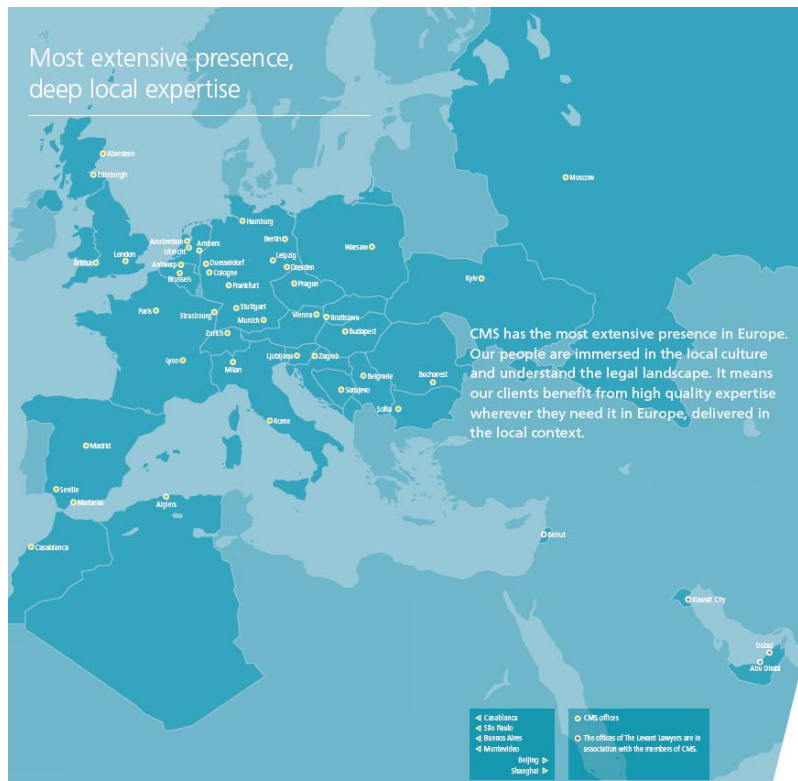 Most extensive presence,
deep local expertise
Aberdeen
Edinburgh
Moscow
Hamburg
Amsterdam
Arnhem
Berlin
Utrecht
Warsaw
London
Bristol
Antwerp
Duesseldorf
Leipzig
Cologne
Dresden
Brussels
Kyiv
Frankfurt
Prague
Paris
Strasbourg
Stuttgart
Munich
Vienna
Bratislava
Zurich
Budapest
CMS has the most extensive presence in Europe.
Our people are immersed in the local culture
and understand the legal landscape. It means
our clients benefit from high quality expertise
wherever they need it in Europe, delivered in
the local context.
Lyon
Milan
Ljubljana
Zagreb
Belgrade
Bucharest
Sarajevo
Sofia
Rome
Madrid
Seville
Marbella
Algiers
Casablanca
Beirut
Kuwait City
Dubai
Abu Dhabi
Casablanca
São Paulo
Buenos Aires
Montevideo
Beijing
Shanghai
CMS offices
The offices of The Levant Lawyers are in
association with the members of CMS.